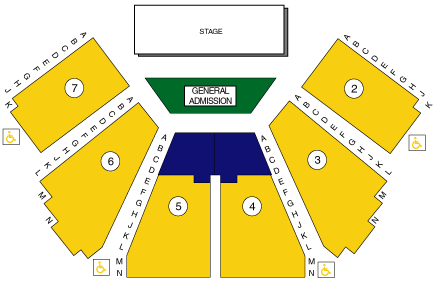 STAGE
GENERAL
ADMISSION
A B C D E F G H J K
7
A B C D E F G H J K
2
A B C D E F G H J K L M N
6
A B C D E F G H J K L M N
3
A B C D E F G H J K L M N
5
A B C D E F G H J K L M N
4